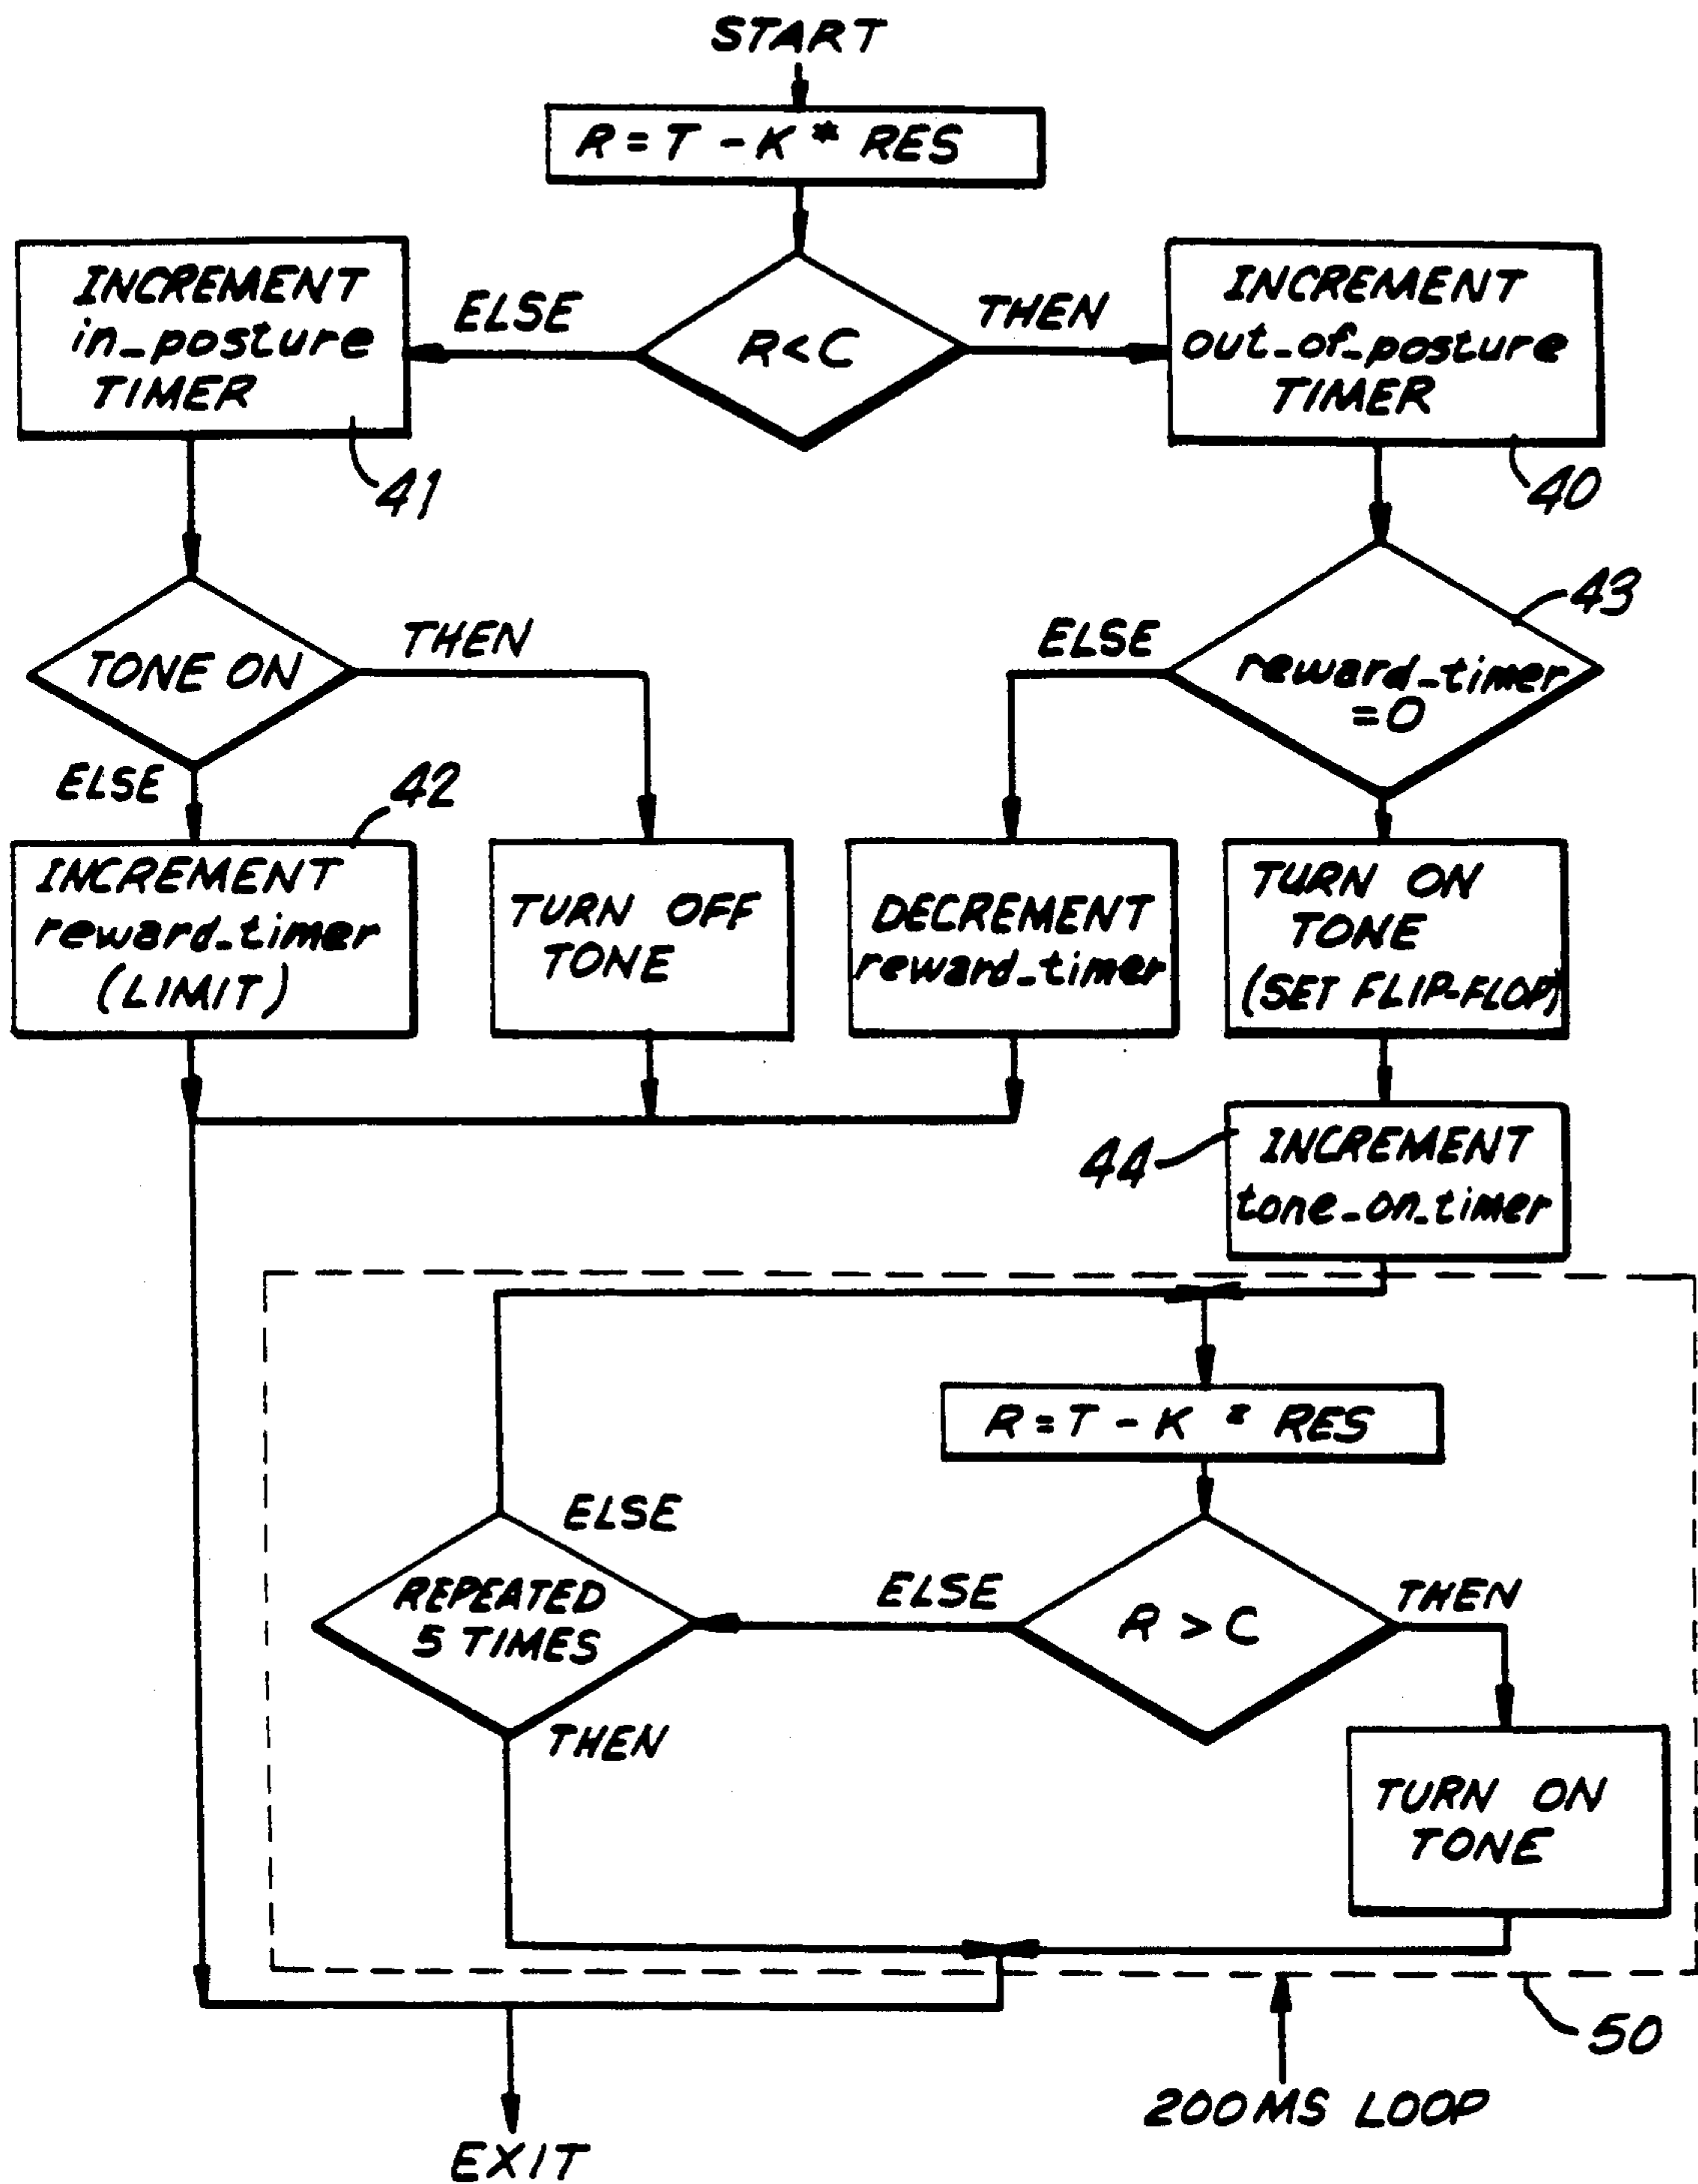 START
R = T - K * RES
INCREMENT
in_posture
TIMER
ELSE
R < C
THEN
INCREMENT
out_of_posture
TIMER
41
40
TONE ON
THEN
ELSE
reward_timer
= 0
43
ELSE
42
INCREMENT
reward_timer
(LIMIT)
TURN OFF
TONE
DECREMENT
reward_timer
TURN ON
TONE
(SET FLIP-FLOP)
44
INCREMENT
tone_on_timer
R = T - K * RES
ELSE
REPEATED
5 TIMES
ELSE
R > C
THEN
THEN
TURN ON
TONE
50
200MS LOOP
EXIT